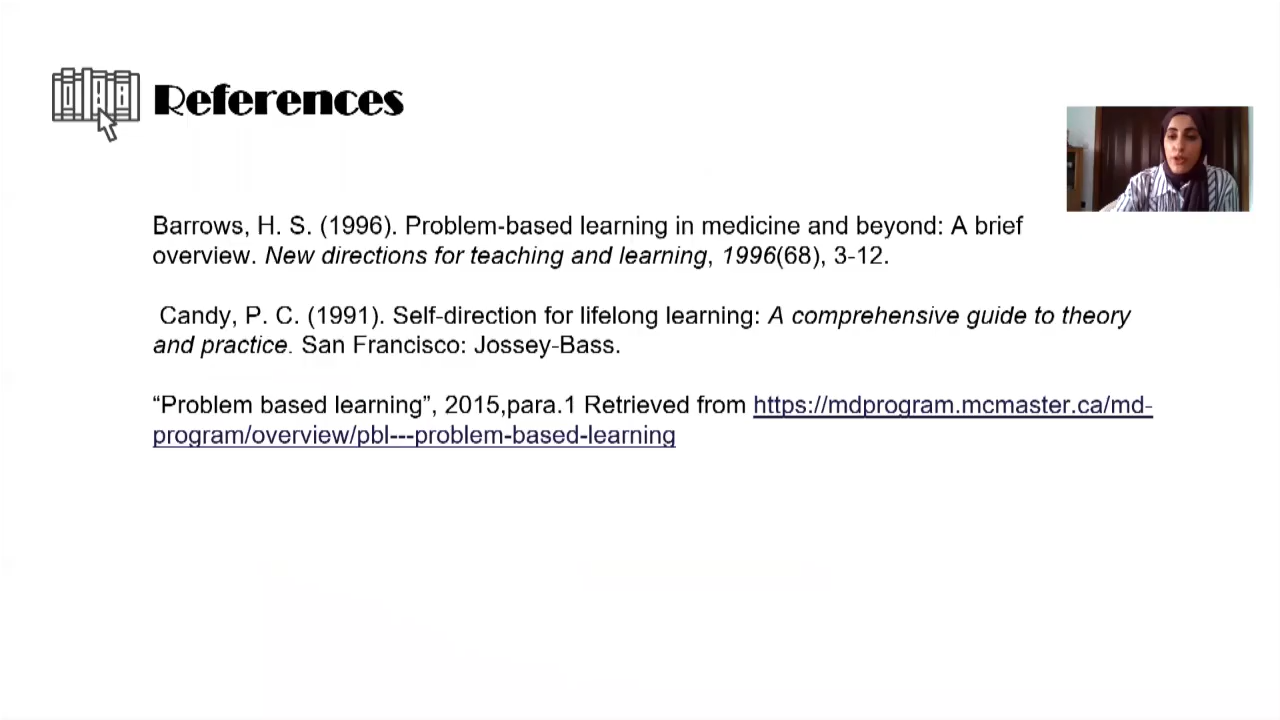 References
Barrows, H. S. (1996). Problem-based learning in medicine and beyond: A brief
overview. New directions for teaching and learning, 1996(68), 3-12.
Candy, P. C. (1991). Self-direction for lifelong learning: A comprehensive guide to theory
and practice. San Francisco: Jossey-Bass.
“Problem based learning”, 2015,para.1 Retrieved from https://mdprogram.mcmaster.ca/md-
program/overview/pbl---problem-based-learning